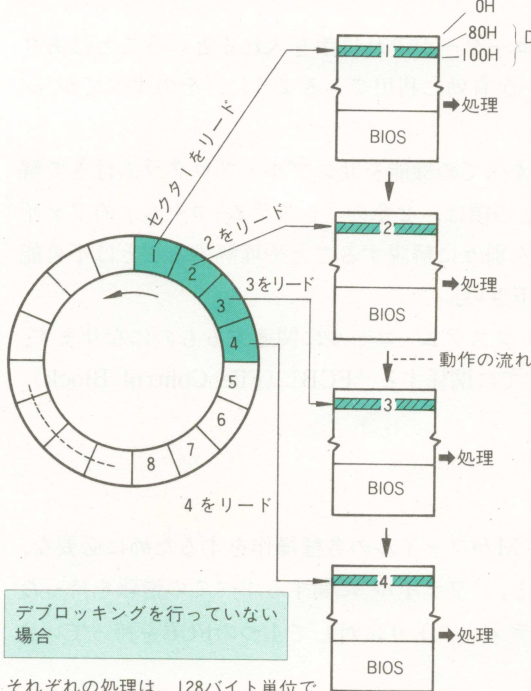 0H
80H
100H
D
1
➡処理
BIOS
セクタ1をリード
2をリード
2
➡処理
BIOS
3をリード
動作の流れ
3
➡処理
BIOS
4をリード
4
BIOS
1
2
3
4
5
6
7
8
デブロッキングを行っていない
場合
それぞれの処理は、128バイト単位で